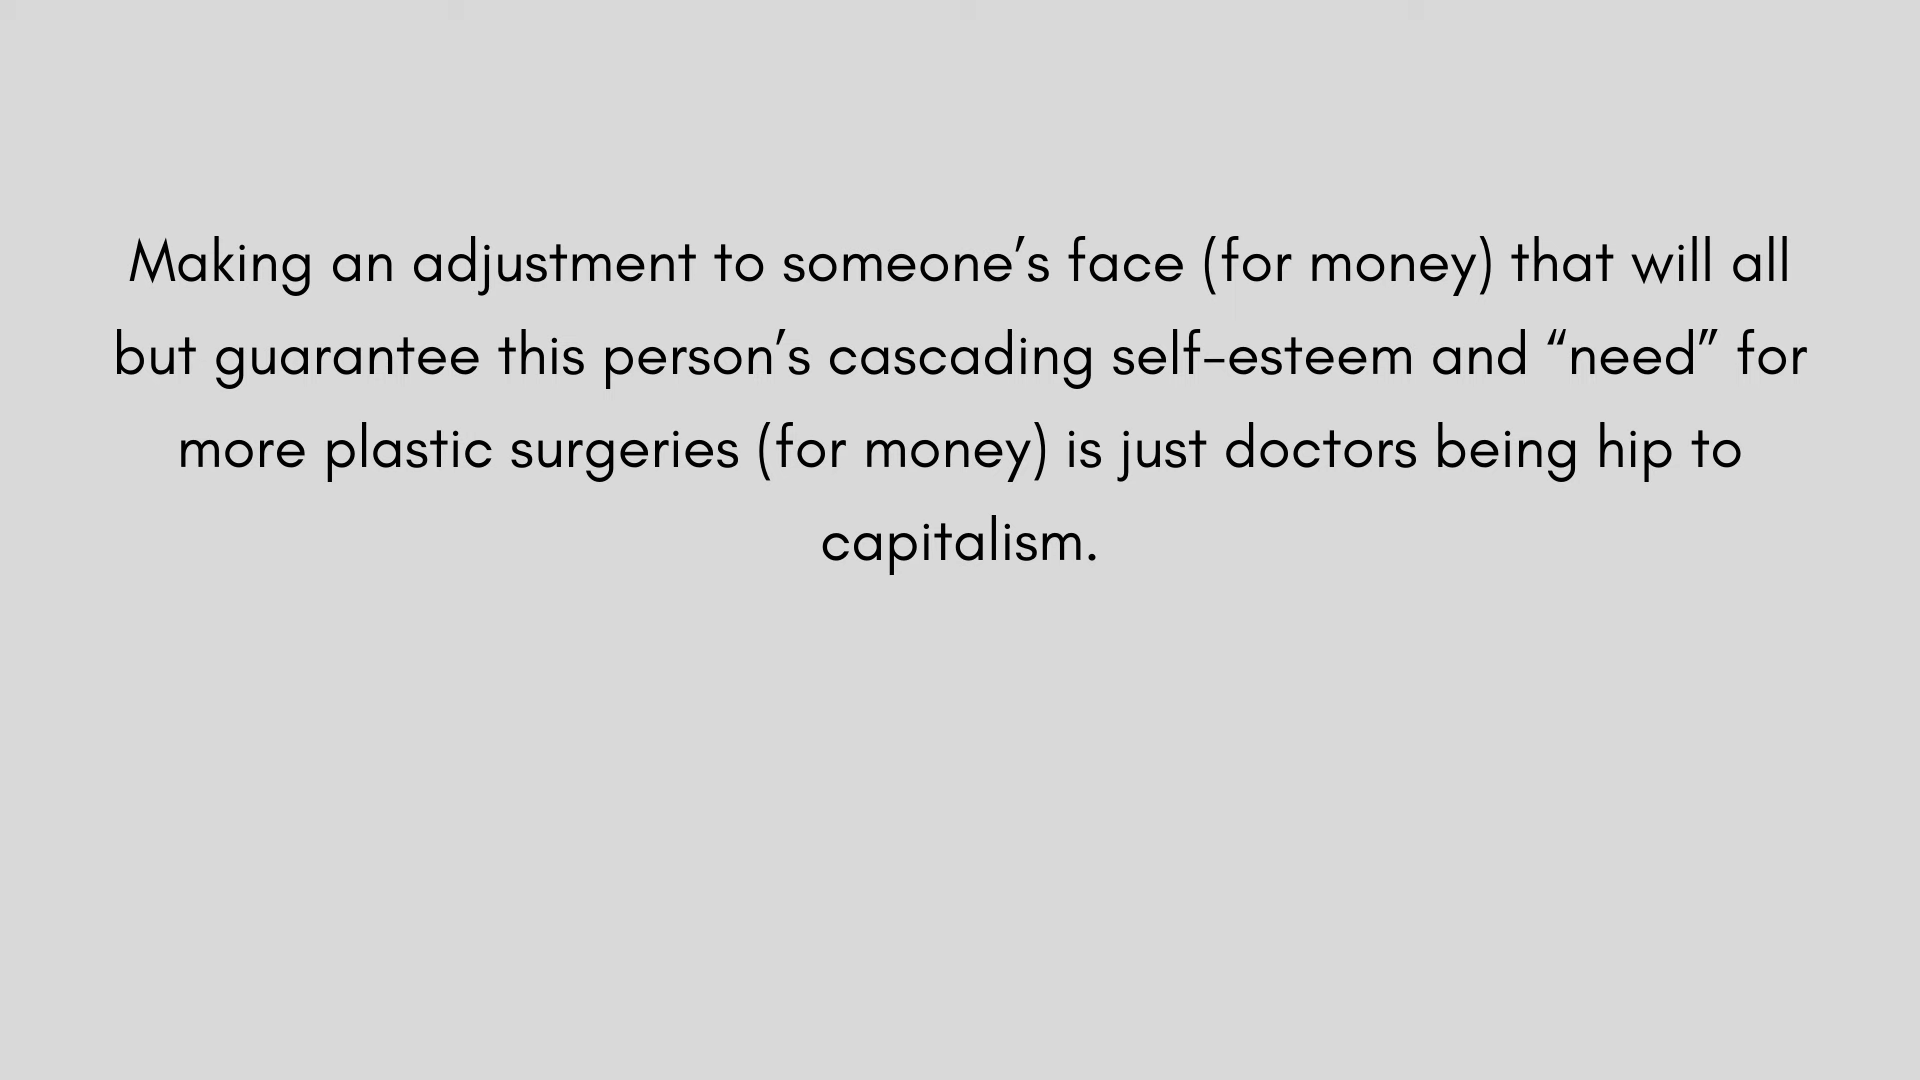 Making an adjustment to someone’s face (for money) that will all
but guarantee this person’s cascading self-esteem and “need” for
more plastic surgeries (for money) is just doctors being hip to
capitalism.